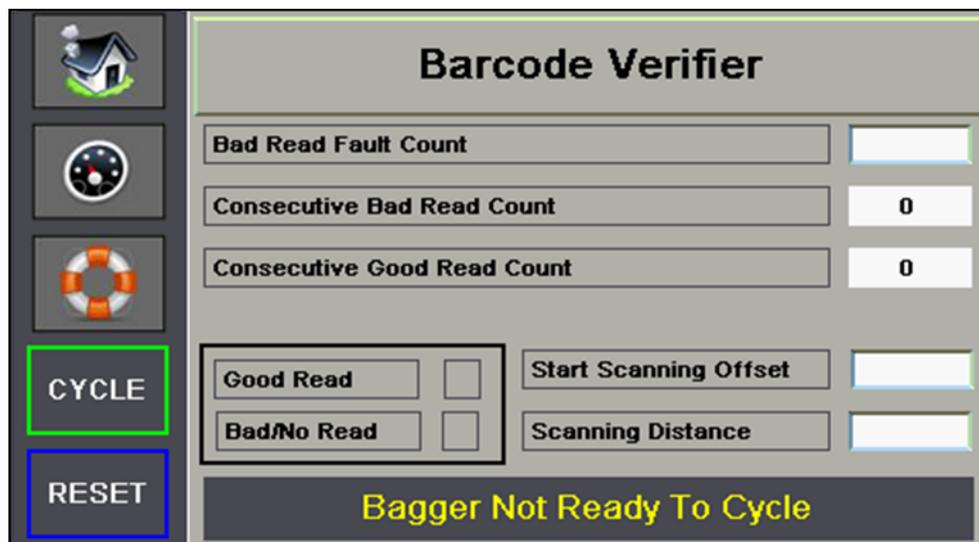 Barcode Verifier
Bad Read Fault Count
Consecutive Bad Read Count 0
Consecutive Good Read Count 0
CYCLE
Good Read
Start Scanning Offset
Bad/No Read
Scanning Distance
RESET
Bagger Not Ready To Cycle